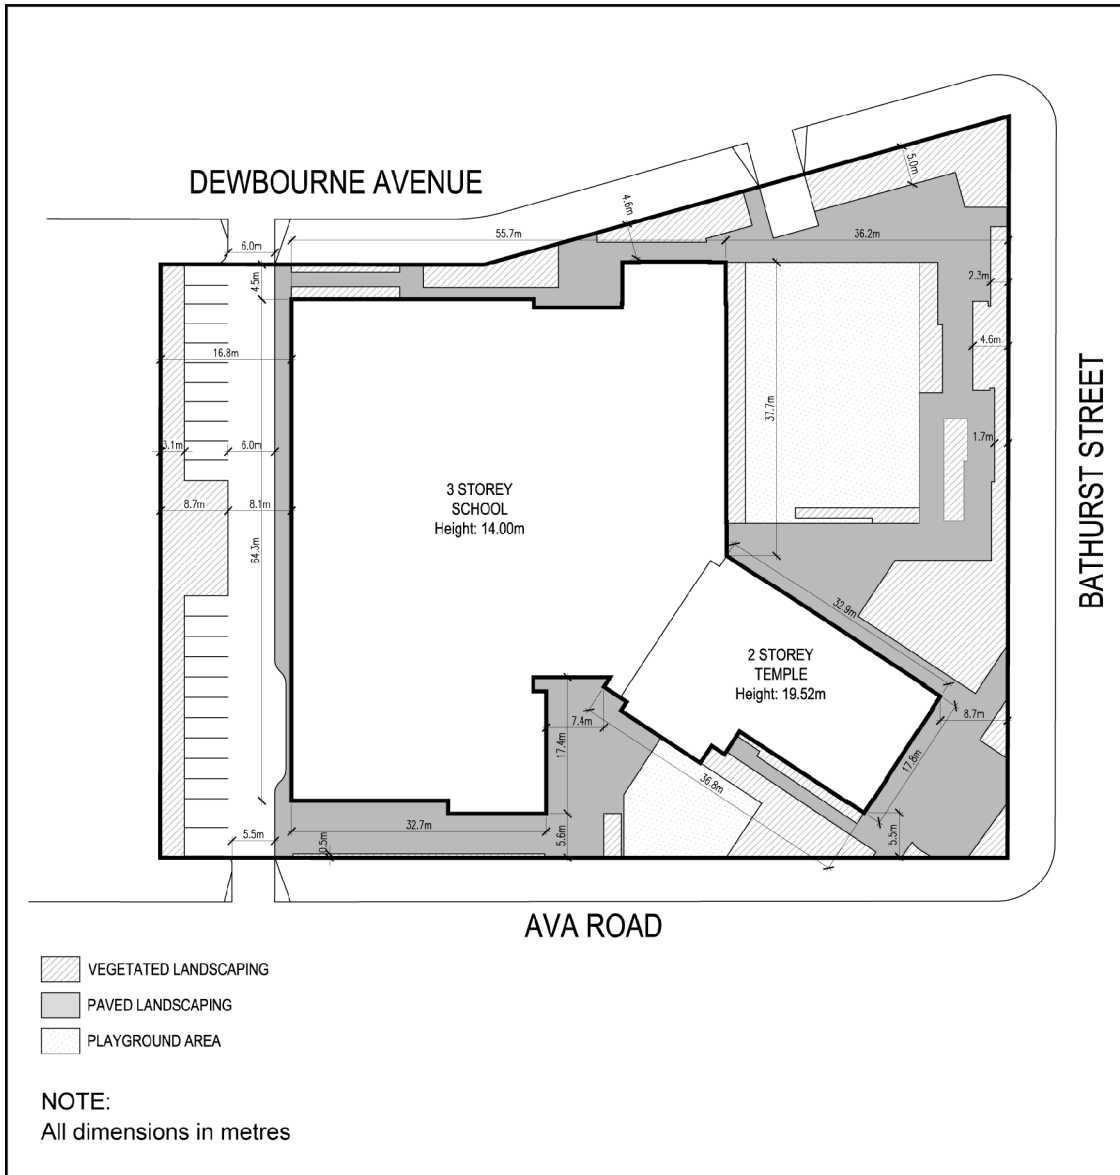 DEWBOURNE AVENUE
5.0m
4.6m
55.7m
36.2m
6.0m
4.5m
2.3m
16.8m
4.6m
37.7m
BATHURST STREET
3.1m
6.0m
1.7m
3 STOREY
SCHOOL
Height: 14.00m
8.7m
8.1m
64.3m
32.9m
2 STOREY
TEMPLE
Height: 19.52m
7.4m
8.7m
17.4m
17.8m
36.8m
32.7m
5.5m
0.5m
5.6m
5.5m
AVA ROAD
VEGETATED LANDSCAPING
PAVED LANDSCAPING
PLAYGROUND AREA
NOTE:
All dimensions in metres